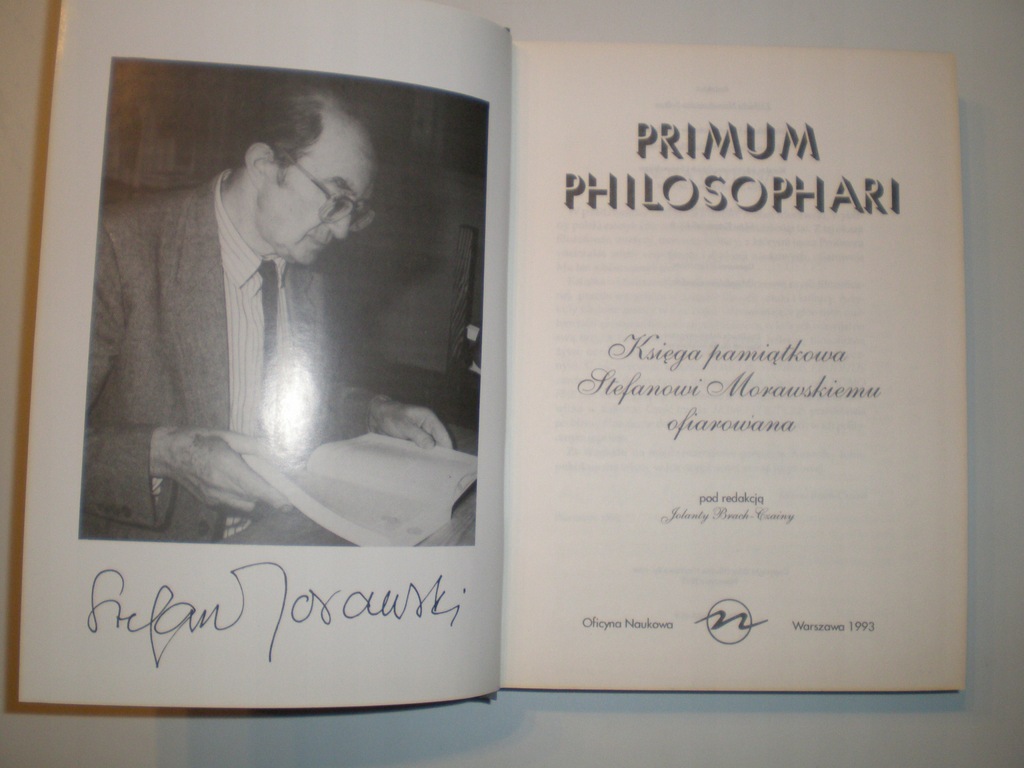 Stefan Morawski
PRIMUM
PHILOSOPHARI
Księga pamiątkowa
Stefanowi Morawskiemu
ofiarowana
pod redakcją
Jolanty Brach-Czainy
Oficyna Naukowa
Warszawa 1993